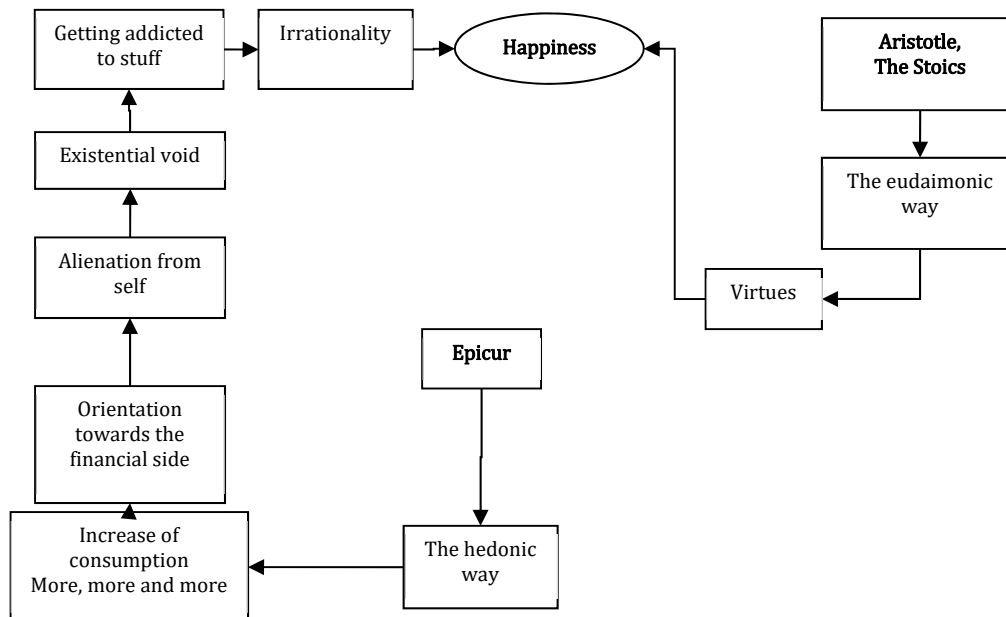 Getting addicted
to stuff
Irrationality
Happiness
Aristotle,
The Stoics
Existential void
The eudaimonic
way
Alienation from
self
Virtues
Epicur
Orientation
towards the
financial side
Increase of
consumption
More, more and more
The hedonic
way